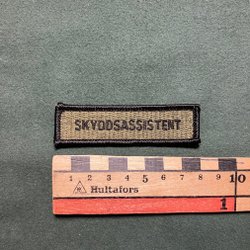 SKYDDSASSISTENT
1 2 3 4 5 6 7 8 9 10
Hultafors
1